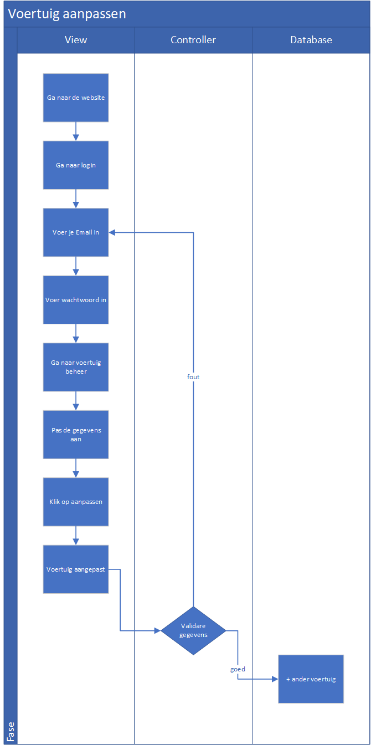 Voertuig aanpassen
View
Controller
Database
Ga naar de website
Ga naar login
Voer je Email in
Voer wachtwoord in
Ga naar voertuig
beheer
fout
Pas de gegevens
aan
Klik op aanpassen
Voertuig aangepast
Validare
gegevens
goed
+ ander voertuig
Fase